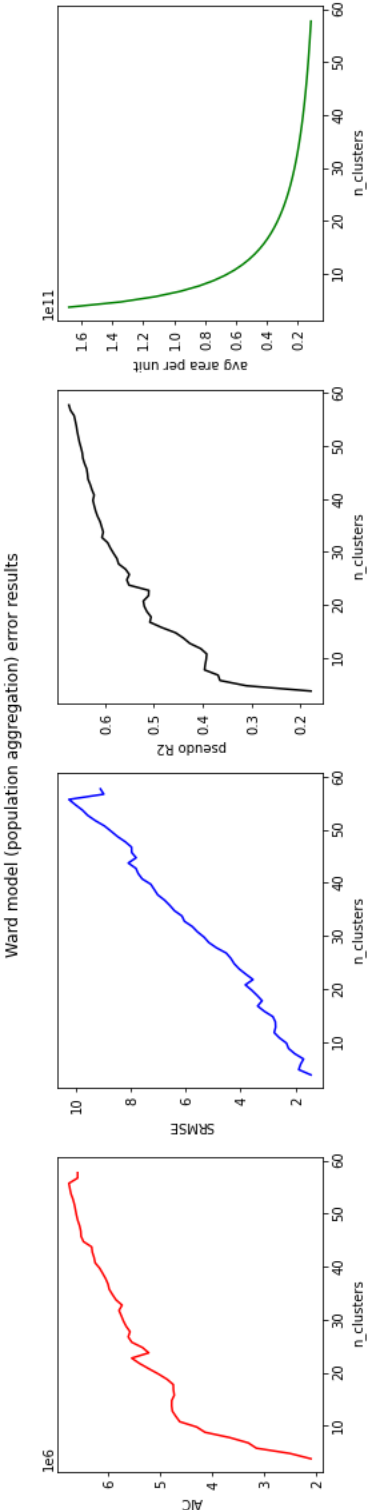 Ward model (population aggregation) error results
1e6
AIC
6
5
4
3
2
10 20 30 40 50 60
n_clusters
SRMSE
10
8
6
4
2
10 20 30 40 50 60
n_clusters
pseudo R2
0.6
0.5
0.4
0.3
0.2
10 20 30 40 50 60
n_clusters
1e11
avg area per unit
1.6
1.4
1.2
1.0
0.8
0.6
0.4
0.2
10 20 30 40 50 60
n_clusters